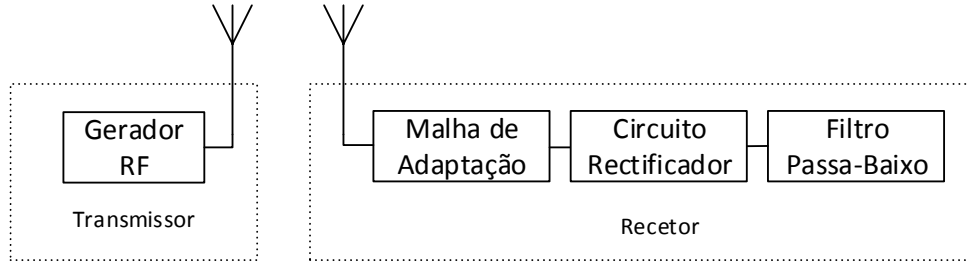 Gerador
RF
Transmissor
Malha de
Adaptação
Circuito
Rectificador
Filtro
Passa-Baixo
Recetor